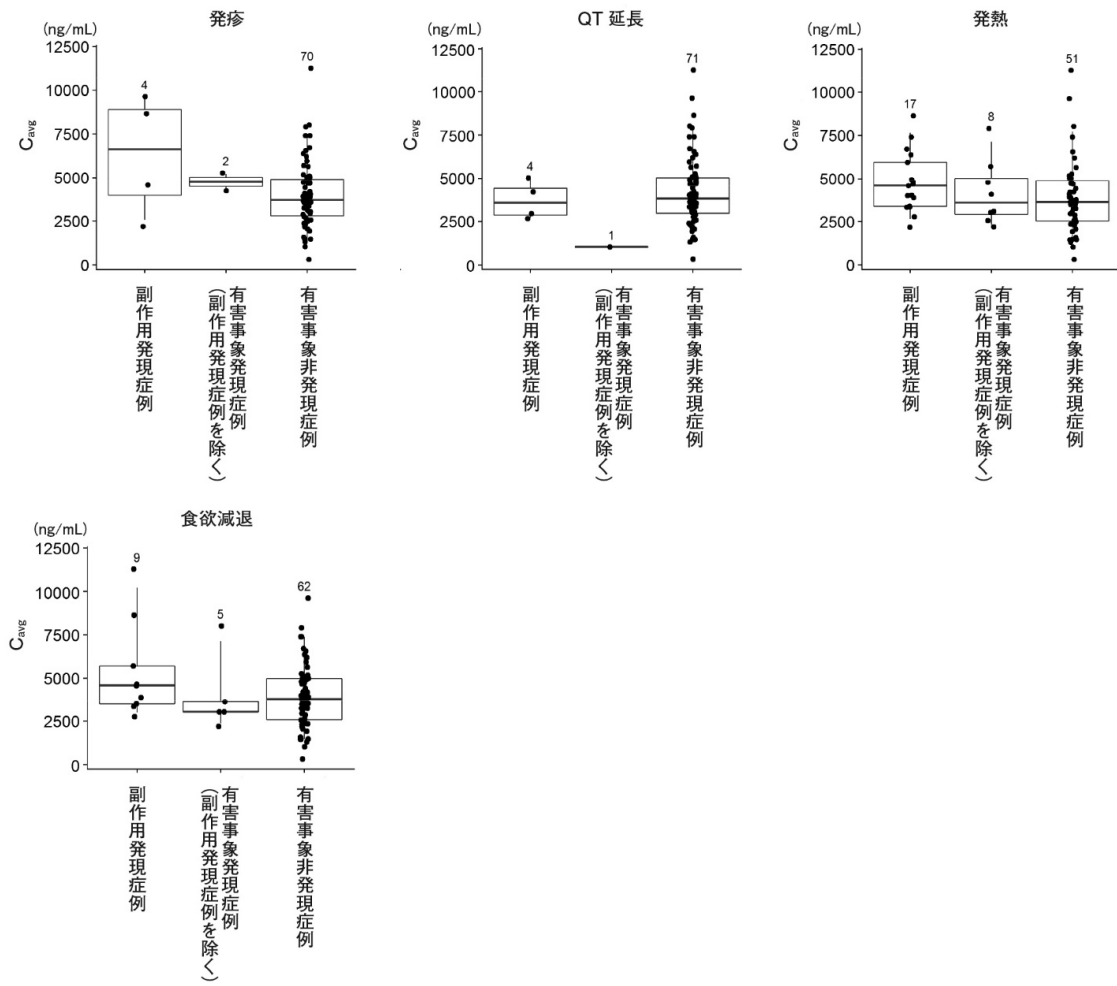 発疹
(ng/mL)
Cavg
12500
10000
7500
5000
2500
0
4
2
70
副作用発現症例
有害事象発現症例
(副作用発現症例を除く)
有害事象非発現症例
QT 延長
(ng/mL)
Cavg
12500
10000
7500
5000
2500
0
4
1
71
副作用発現症例
有害事象発現症例
(副作用発現症例を除く)
有害事象非発現症例
発熱
(ng/mL)
Cavg
12500
10000
7500
5000
2500
0
17
8
51
副作用発現症例
有害事象発現症例
(副作用発現症例を除く)
有害事象非発現症例
食欲減退
(ng/mL)
Cavg
12500
10000
7500
5000
2500
0
9
5
62
副作用発現症例
有害事象発現症例
(副作用発現症例を除く)
有害事象非発現症例